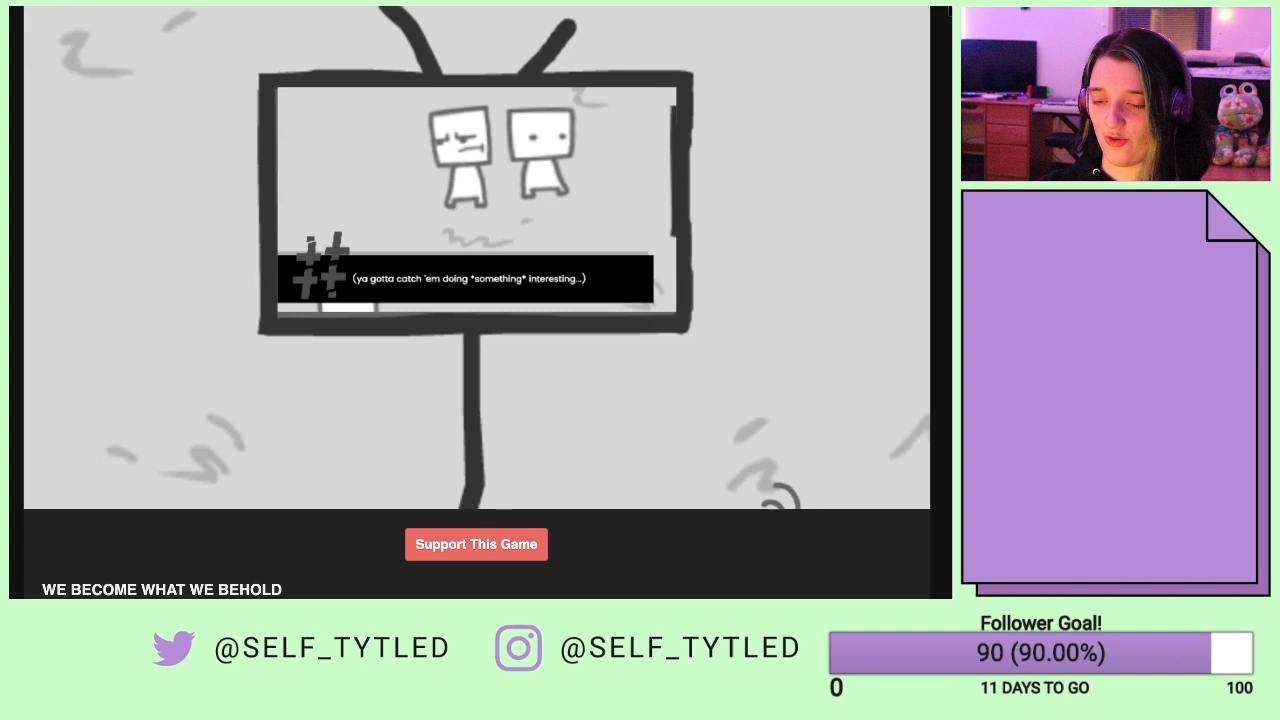 (ya gotta catch 'em doing *something* interesting...)
Support This Game
WE BECOME WHAT WE BEHOLD
@SELF_TYTLED
@SELF_TYTLED
Follower Goal!
90 (90.00%)
0
11 DAYS TO GO
100